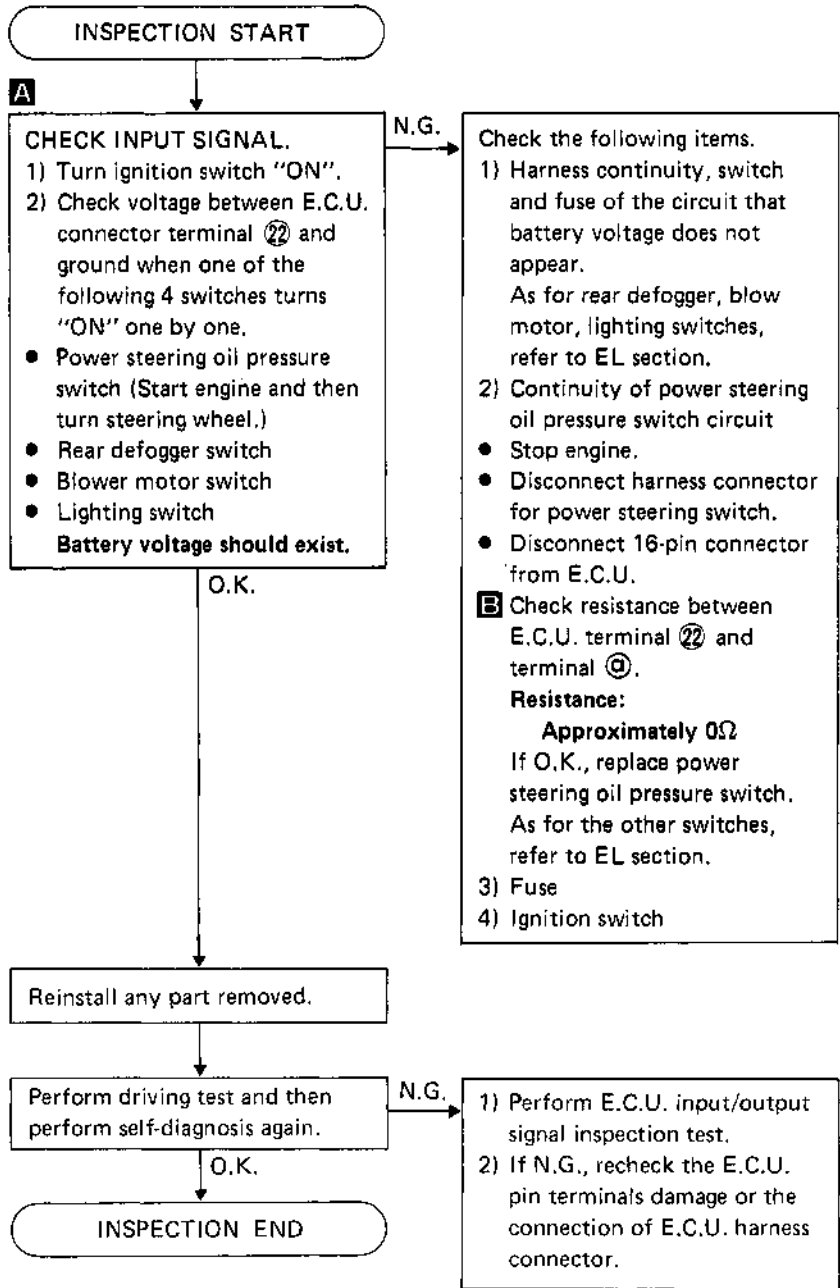 INSPECTION START
A
CHECK INPUT SIGNAL.
1) Turn ignition switch "ON".
2) Check voltage between E.C.U.
connector terminal ㉒ and
ground when one of the
following 4 switches turns
"ON" one by one.
● Power steering oil pressure
switch (Start engine and then
turn steering wheel.)
● Rear defogger switch
● Blower motor switch
● Lighting switch
Battery voltage should exist.
N.G.
Check the following items.
1) Harness continuity, switch
and fuse of the circuit that
battery voltage does not
appear.
As for rear defogger, blow
motor, lighting switches,
refer to EL section.
2) Continuity of power steering
oil pressure switch circuit
● Stop engine.
● Disconnect harness connector
for power steering switch.
● Disconnect 16-pin connector
from E.C.U.
B Check resistance between
E.C.U. terminal ㉒ and
terminal ⓐ.
Resistance:
Approximately 0Ω
If O.K., replace power
steering oil pressure switch.
As for the other switches,
refer to EL section.
3) Fuse
4) Ignition switch
O.K.
Reinstall any part removed.
Perform driving test and then
perform self-diagnosis again.
N.G.
1) Perform E.C.U. input/output
signal inspection test.
2) If N.G., recheck the E.C.U.
pin terminals damage or the
connection of E.C.U. harness
connector.
O.K.
INSPECTION END